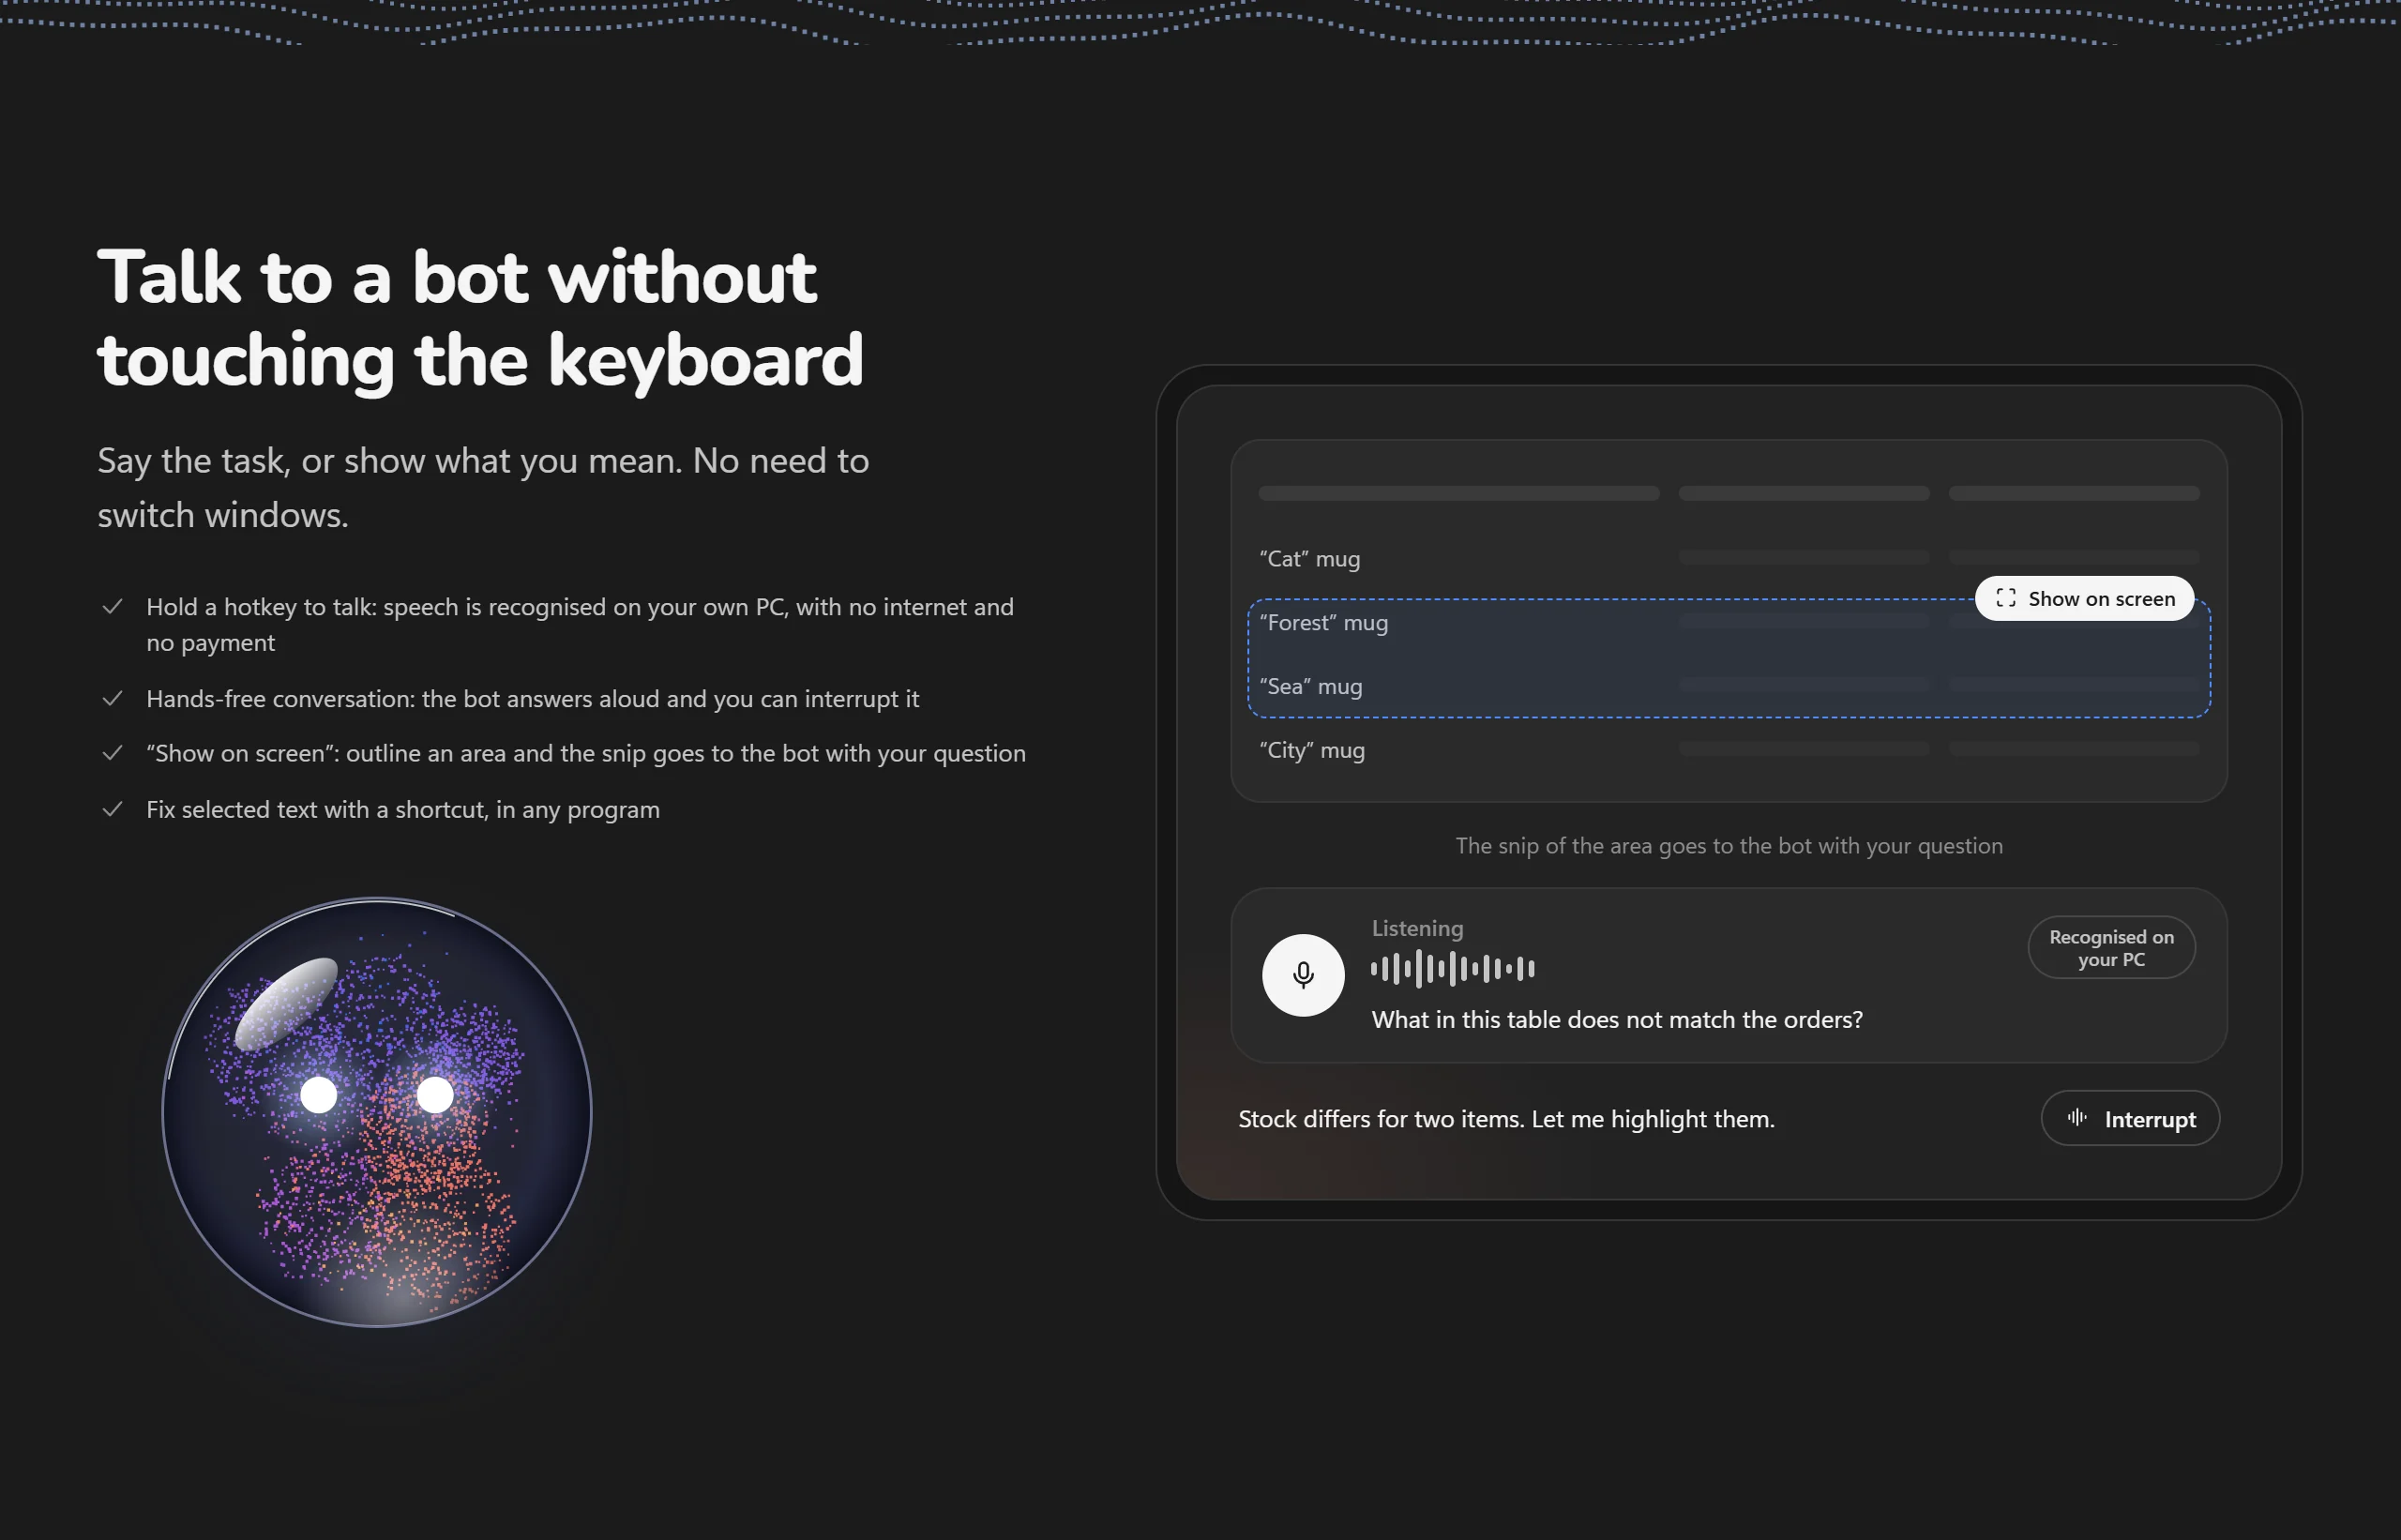 Talk to a bot without
touching the keyboard
Say the task, or show what you mean. No need to
switch windows.
Hold a hotkey to talk: speech is recognised on your own PC, with no internet and
no payment
Hands-free conversation: the bot answers aloud and you can interrupt it
“Show on screen”: outline an area and the snip goes to the bot with your question
Fix selected text with a shortcut, in any program
“Cat” mug
Show on screen
“Forest” mug
“Sea” mug
“City” mug
The snip of the area goes to the bot with your question
Listening
Recognised on
your PC
What in this table does not match the orders?
Stock differs for two items. Let me highlight them.
Interrupt